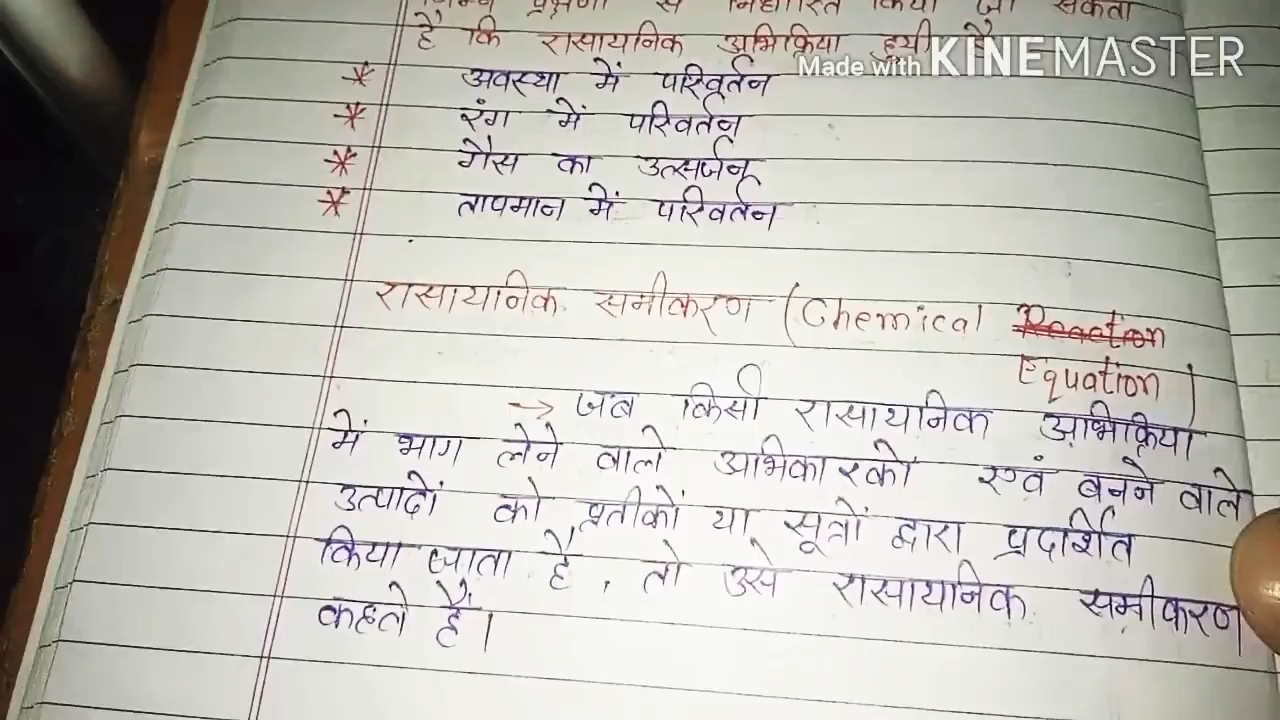 निम्न प्रेक्षणों से निर्धारित किया जा सकता
है कि रासायनिक अभिक्रिया हुयी है
Made with KINEMASTER
* अवस्था में परिवर्तन
* रंग में परिवर्तन
* गैस का उत्सर्जन
* तापमान में परिवर्तन
रासायनिक समीकरण (Chemical Reaction
Equation)
→ जब किसी रासायनिक अभिक्रिया
में भाग लेने वाले अभिकारको एवं बनने वाले
उत्पादों को प्रतीकों या सूत्रों द्वारा प्रदर्शित
किया जाता है, तो उसे रासायनिक समीकरण
कहते हैं।